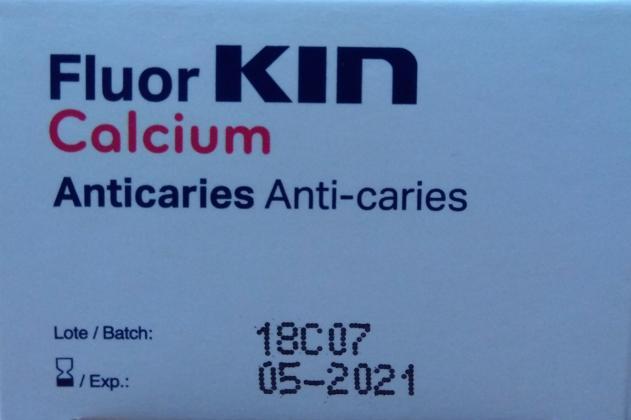 Fluor KIN
Calcium
Anticaries Anti-caries
Lote / Batch: 18C07
/ Exp.: 05-2021